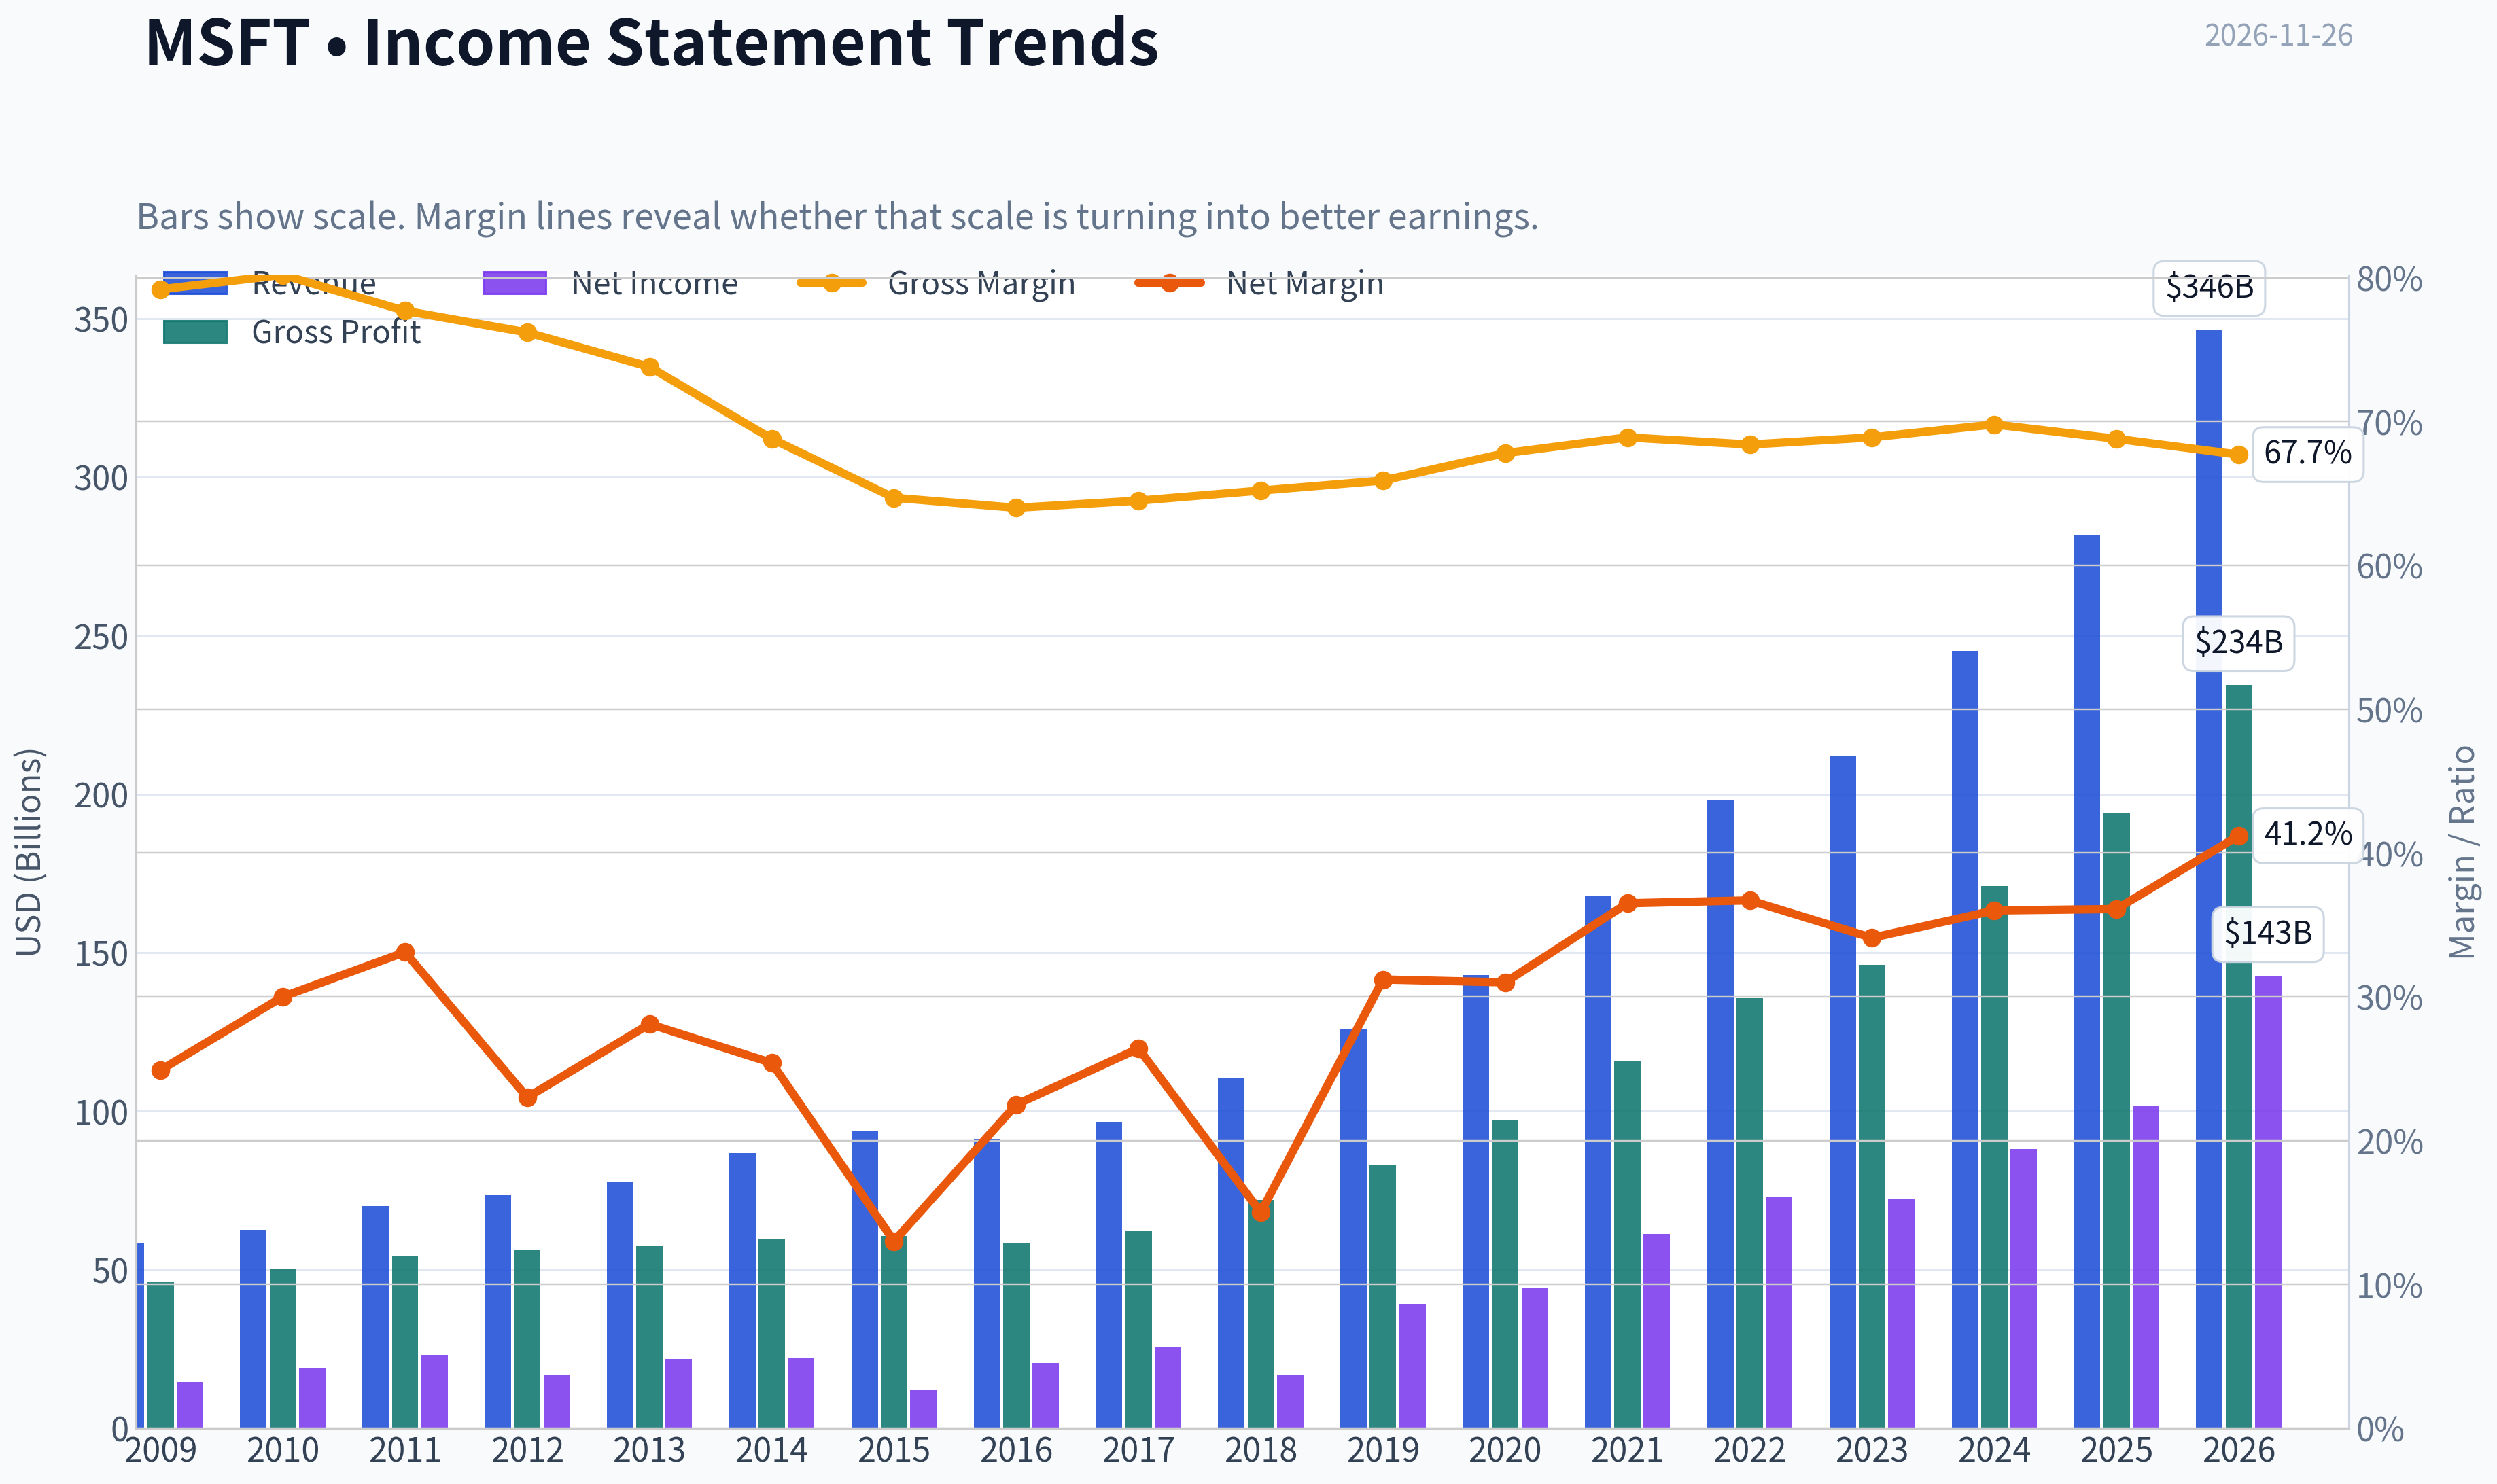 MSFT • Income Statement Trends
2026-11-26
Bars show scale. Margin lines reveal whether that scale is turning into better earnings.
Revenue
Net Income
Gross Margin
Net Margin
Gross Profit
USD (Billions)
350
300
250
200
150
100
50
0
80%
70%
60%
50%
40%
30%
20%
10%
0%
Margin / Ratio
$346B
67.7%
$234B
41.2%
$143B
2009 2010 2011 2012 2013 2014 2015 2016 2017 2018 2019 2020 2021 2022 2023 2024 2025 2026